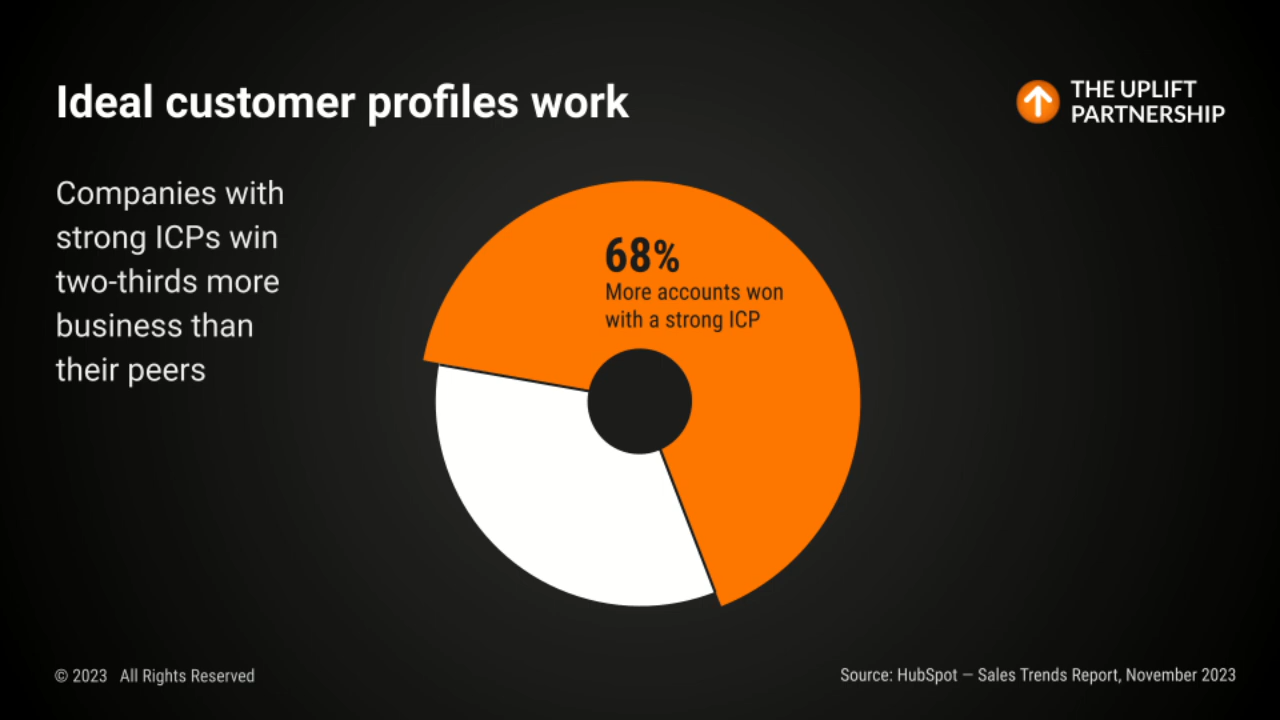 Ideal customer profiles work
THE UPLIFT
PARTNERSHIP
Companies with
strong ICPs win
two-thirds more
business than
their peers
68%
More accounts won
with a strong ICP
© 2023 All Rights Reserved
Source: HubSpot – Sales Trends Report, November 2023